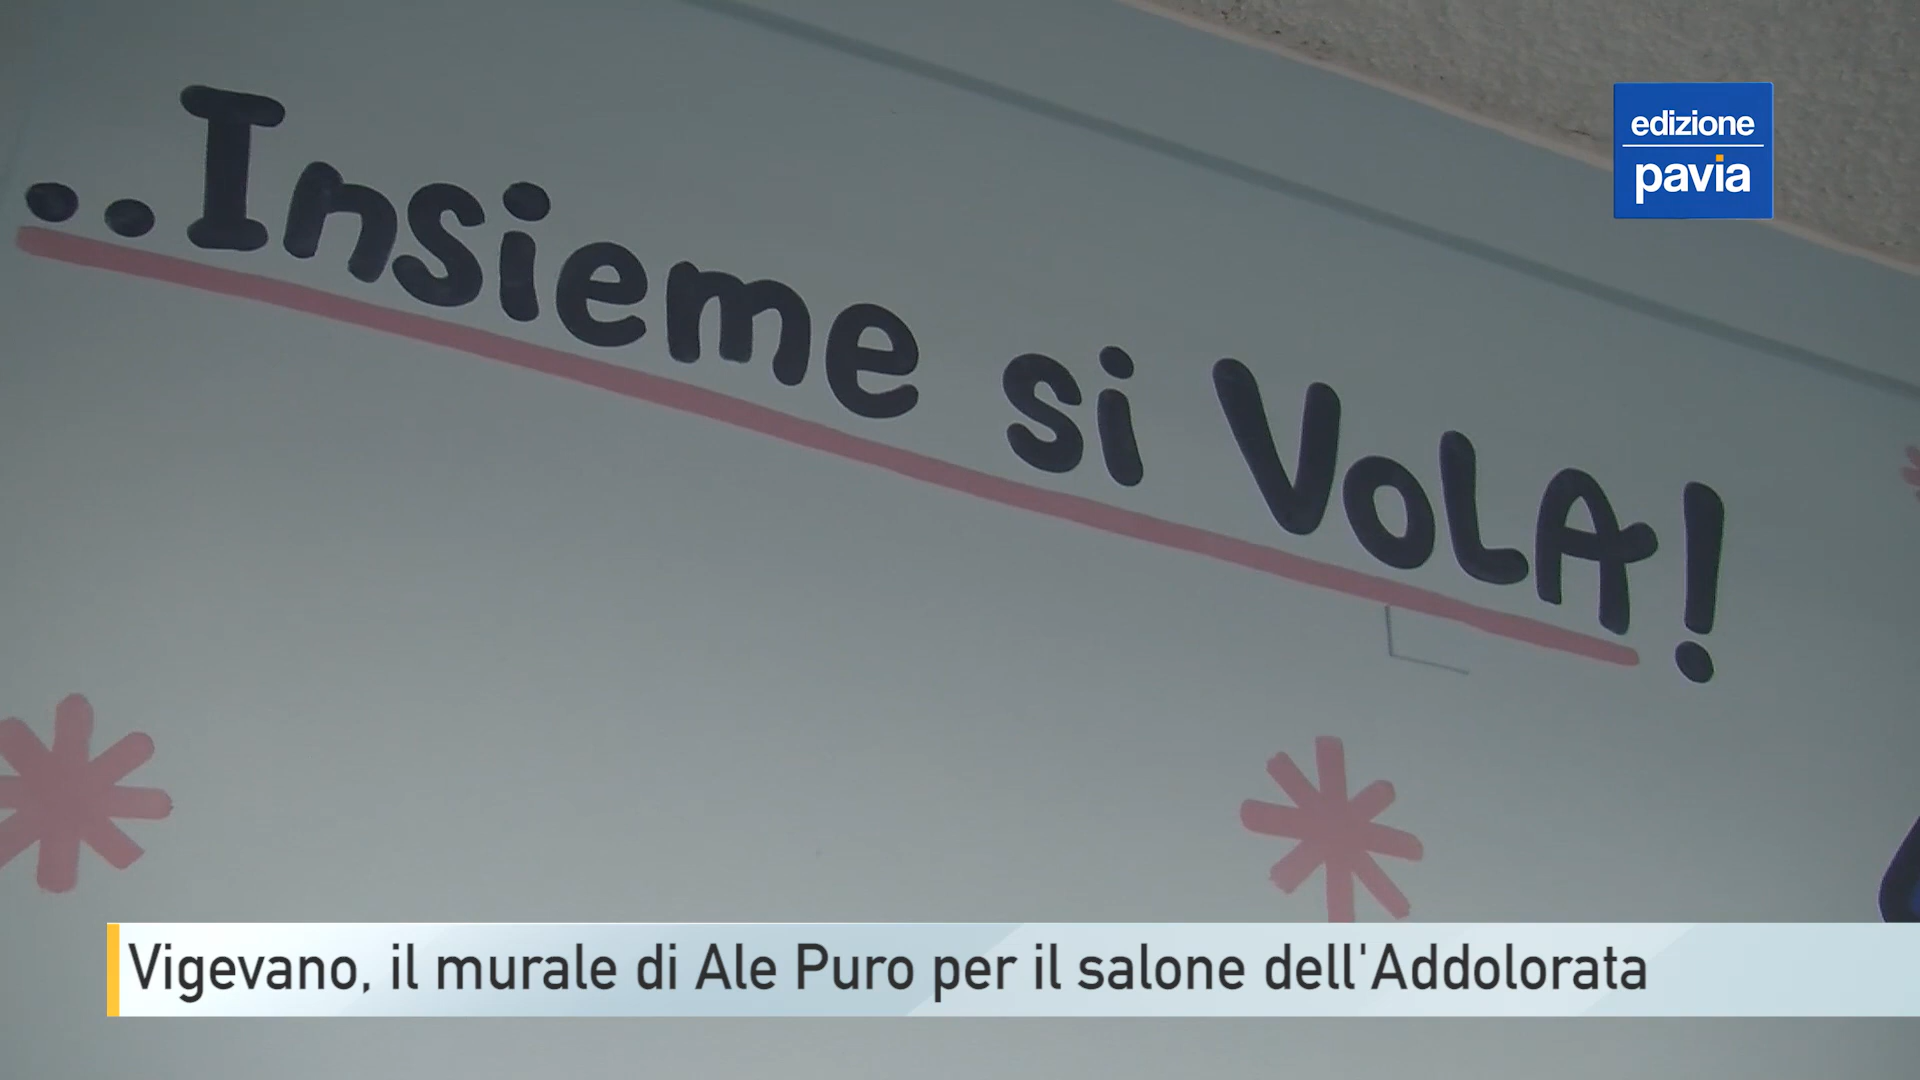 ..Insieme si VolA!
edizione
pavia
Vigevano, il murale di Ale Puro per il salone dell'Addolorata